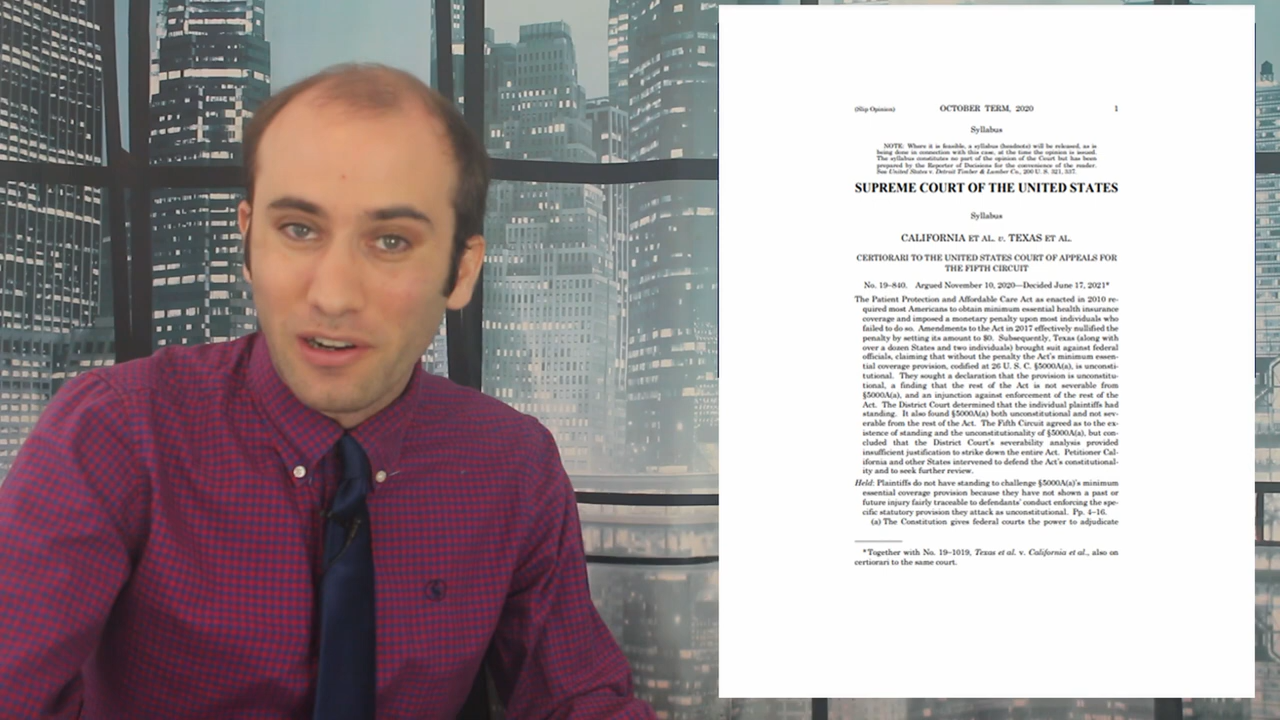 (Slip Opinion)
OCTOBER TERM, 2020
1
Syllabus
NOTE: Where it is feasible, a syllabus (headnote) will be released, as is
being done in connection with this case, at the time the opinion is issued.
The syllabus constitutes no part of the opinion of the Court but has been
prepared by the Reporter of Decisions for the convenience of the reader.
See United States v. Detroit Timber & Lumber Co., 200 U. S. 321, 337.
SUPREME COURT OF THE UNITED STATES
Syllabus
CALIFORNIA ET AL. v. TEXAS ET AL.
CERTIORARI TO THE UNITED STATES COURT OF APPEALS FOR
THE FIFTH CIRCUIT
No. 19–840. Argued November 10, 2020—Decided June 17, 2021*
The Patient Protection and Affordable Care Act as enacted in 2010 re-
quired most Americans to obtain minimum essential health insurance
coverage and imposed a monetary penalty upon most individuals who
failed to do so. Amendments to the Act in 2017 effectively nullified the
penalty by setting its amount to $0. Subsequently, Texas (along with
over a dozen States and two individuals) brought suit against federal
officials, claiming that without the penalty the Act's minimum essen-
tial coverage provision, codified at 26 U. S. C. §5000A(a), is unconsti-
tutional. They sought a declaration that the provision is unconstitu-
tional, a finding that the rest of the Act is not severable from
§5000A(a), and an injunction against enforcement of the rest of the
Act. The District Court determined that the individual plaintiffs had
standing. It also found §5000A(a) both unconstitutional and not sev-
erable from the rest of the Act. The Fifth Circuit agreed as to the ex-
istence of standing and the unconstitutionality of §5000A(a), but con-
cluded that the District Court's severability analysis provided
insufficient justification to strike down the entire Act. Petitioner Cal-
ifornia and other States intervened to defend the Act's constitutional-
ity and to seek further review.
Held: Plaintiffs do not have standing to challenge §5000A(a)'s minimum
essential coverage provision because they have not shown a past or
future injury fairly traceable to defendants' conduct enforcing the spe-
cific statutory provision they attack as unconstitutional. Pp. 4–16.
(a) The Constitution gives federal courts the power to adjudicate
*Together with No. 19–1019, Texas et al. v. California et al., also on
certiorari to the same court.